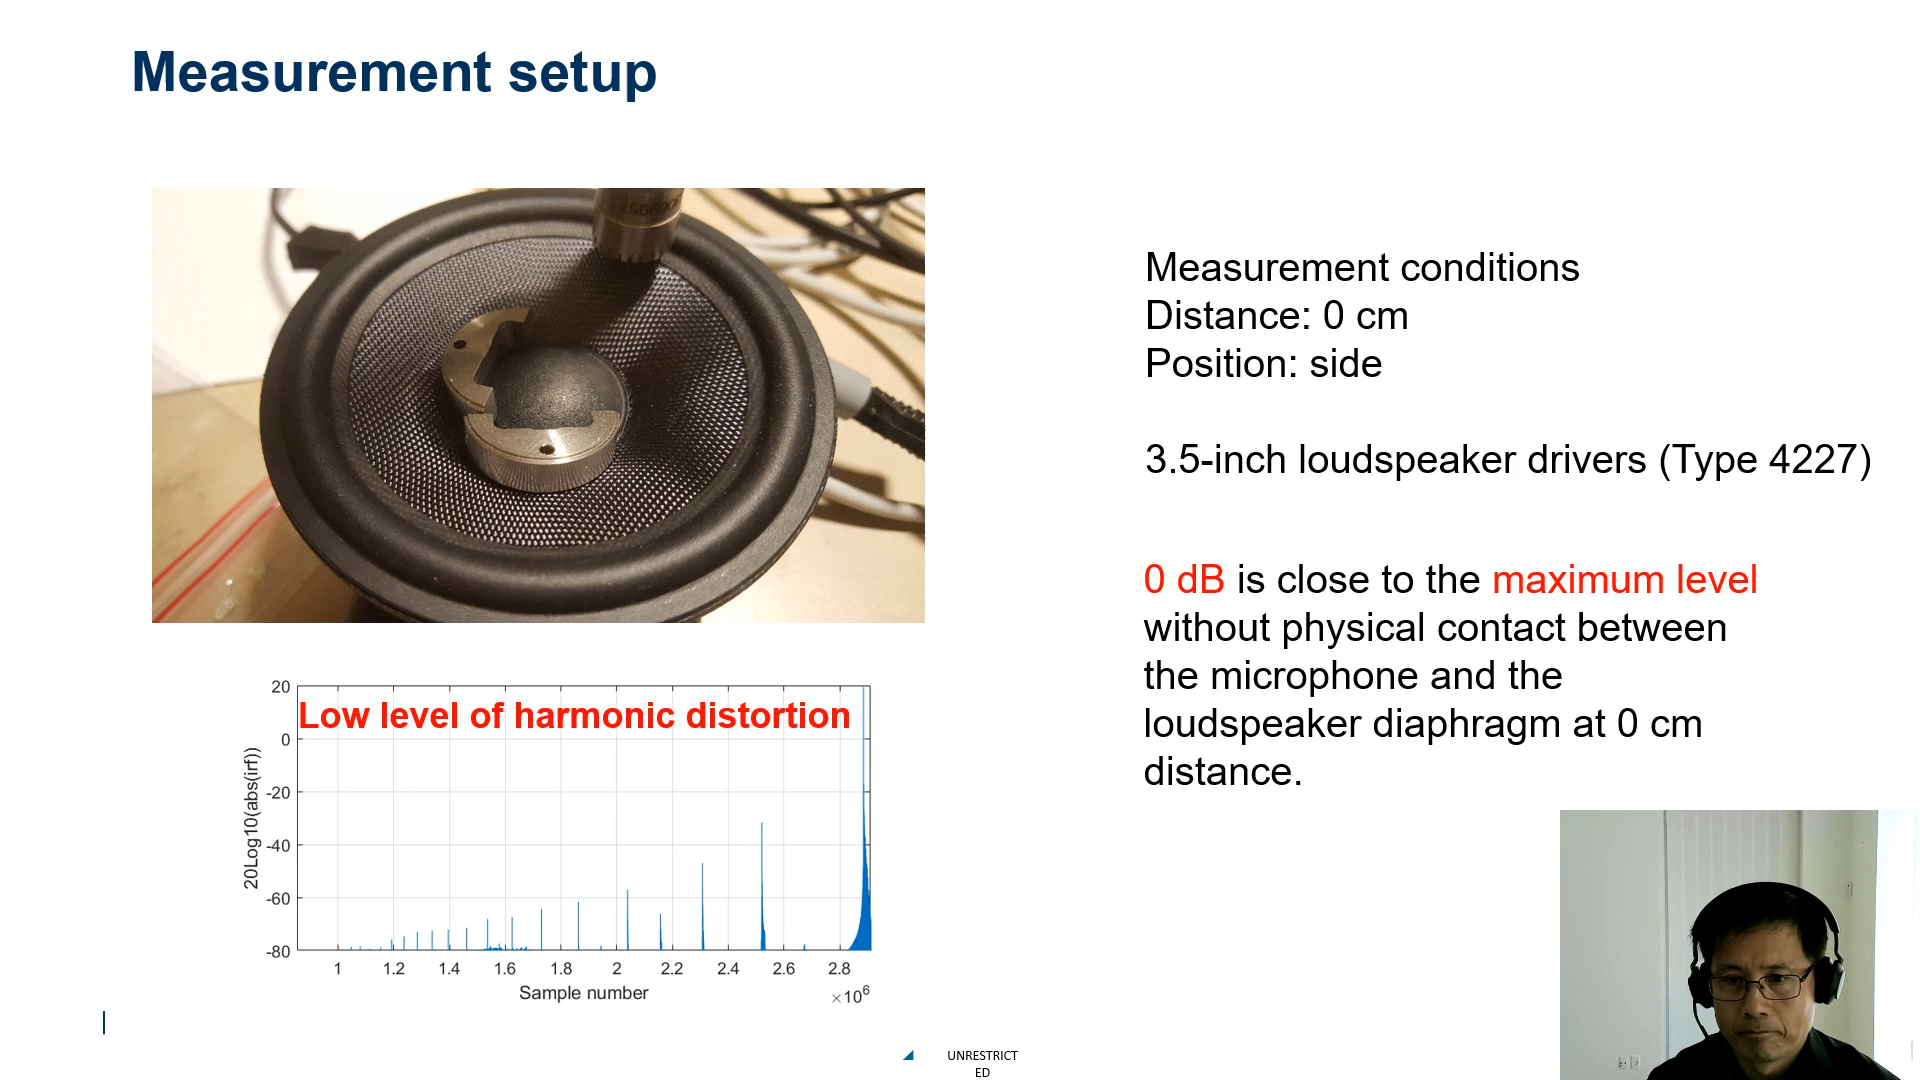 Measurement setup
Measurement conditions
Distance: 0 cm
Position: side
3.5-inch loudspeaker drivers (Type 4227)
0 dB is close to the maximum level
without physical contact between
the microphone and the
loudspeaker diaphragm at 0 cm
distance.
Low level of harmonic distortion
20Log10(abs(irf))
20
0
-20
-40
-60
-80
1 1.2 1.4 1.6 1.8 2 2.2 2.4 2.6 2.8
Sample number
×10^6
UNRESTRICT
ED